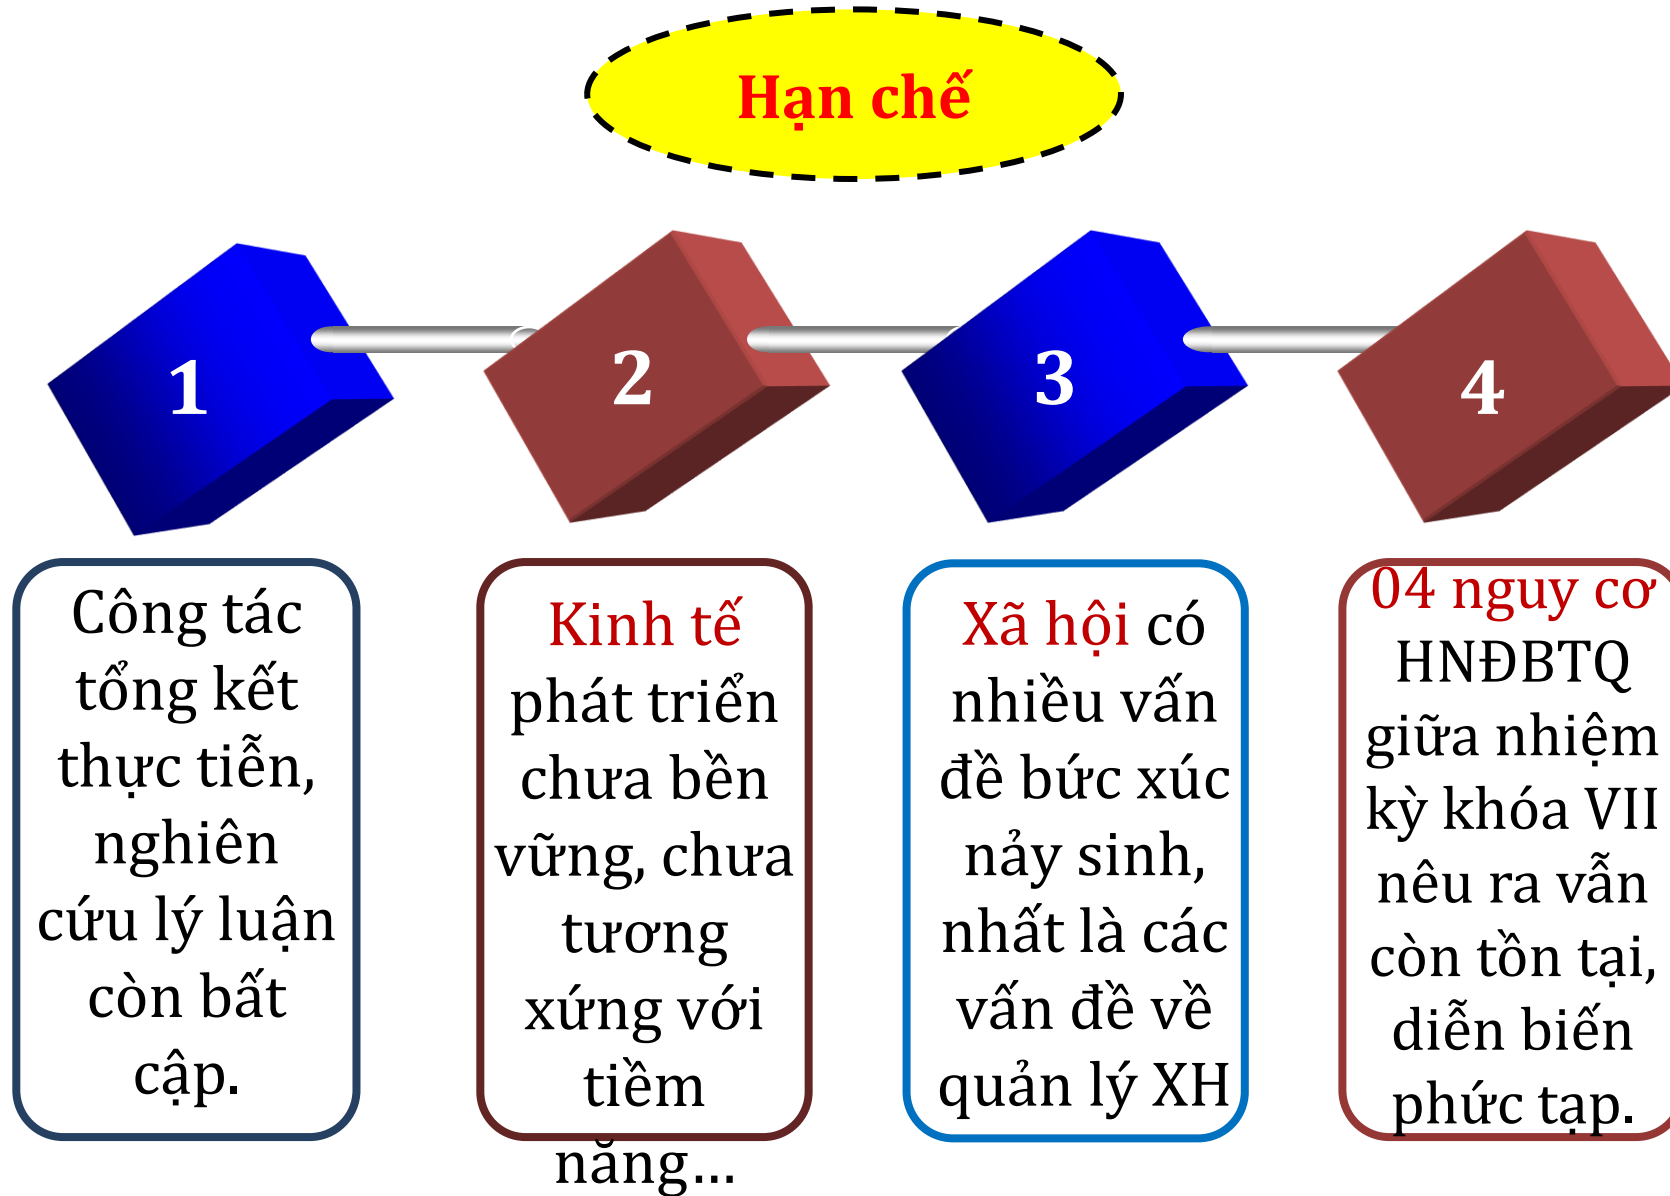 Hạn chế
1
2
3
4
Công tác
tổng kết
thực tiễn,
nghiên
cứu lý luận
còn bất
cập.
Kinh tế
phát triển
chưa bền
vững, chưa
tương
xứng với
tiềm
năng...
Xã hội có
nhiều vấn
đề bức xúc
nảy sinh,
nhất là các
vấn đề về
quản lý XH
04 nguy cơ
HNĐBTQ
giữa nhiệm
kỳ khóa VII
nêu ra vẫn
còn tồn tại,
diễn biến
phức tạp.